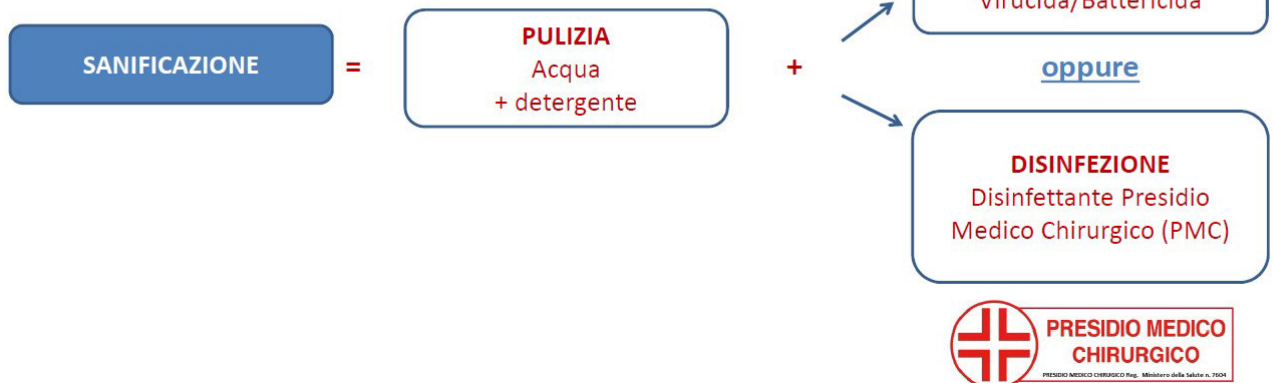 Virucida/Battericida
SANIFICAZIONE
=
PULIZIA
Acqua
+ detergente
+
oppure
DISINFEZIONE
Disinfettante Presidio
Medico Chirurgico (PMC)
PRESIDIO MEDICO
CHIRURGICO
PRESIDIO MEDICO CHIRURGICO Reg. Ministero della Salute n. 7604